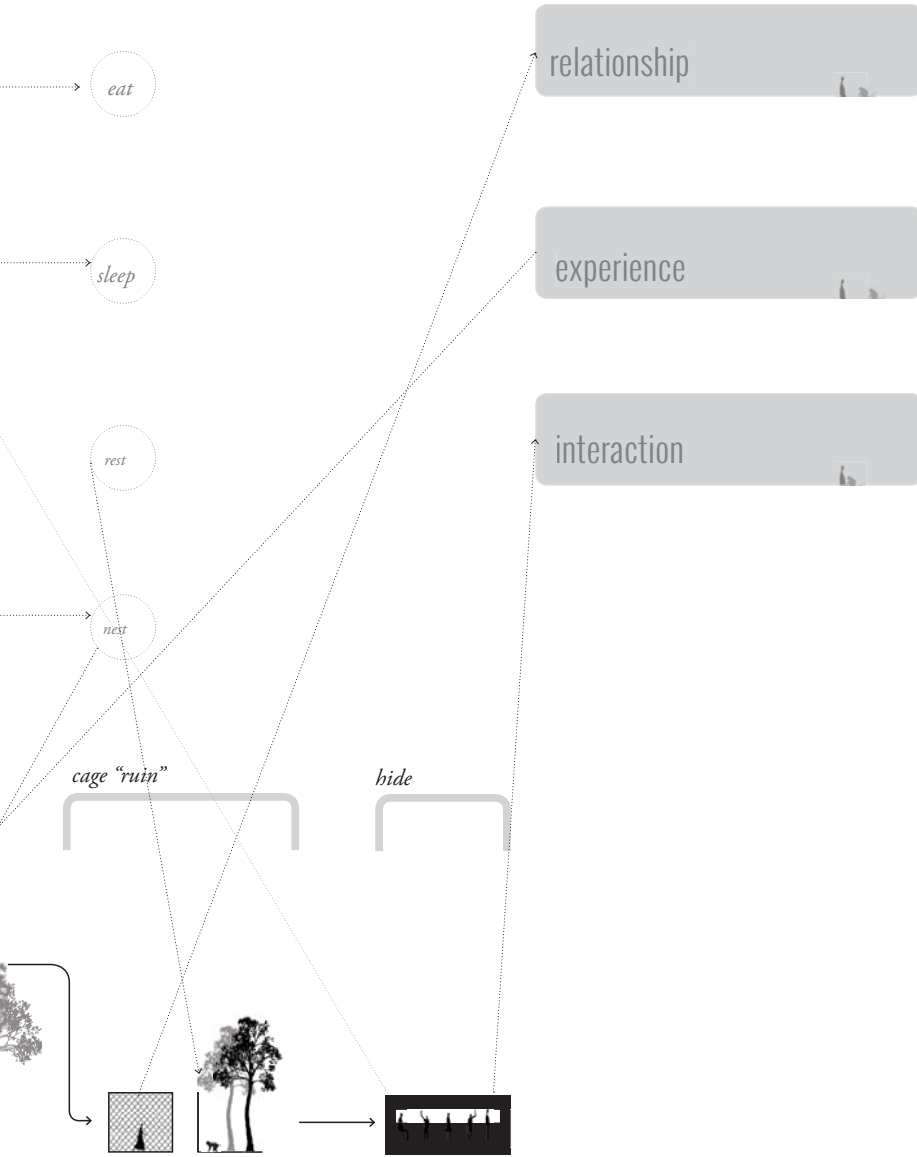 relationship
eat
experience
sleep
interaction
rest
nest
cage “ruin”
hide